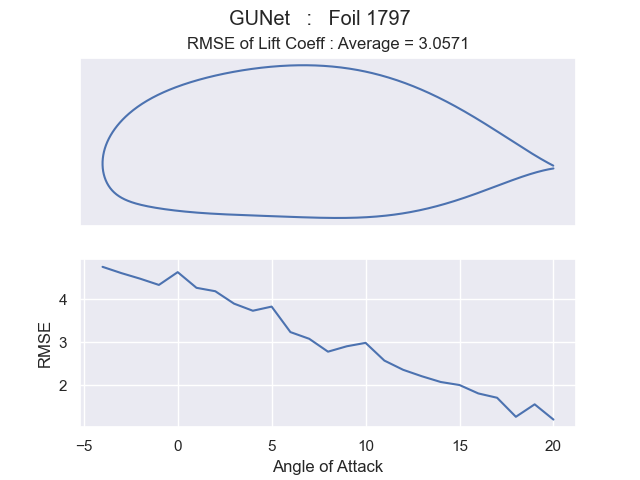 GUNet   :   Foil 1797
RMSE of Lift Coeff : Average = 3.0571
4
3
2
RMSE
−5 0 5 10 15 20
Angle of Attack